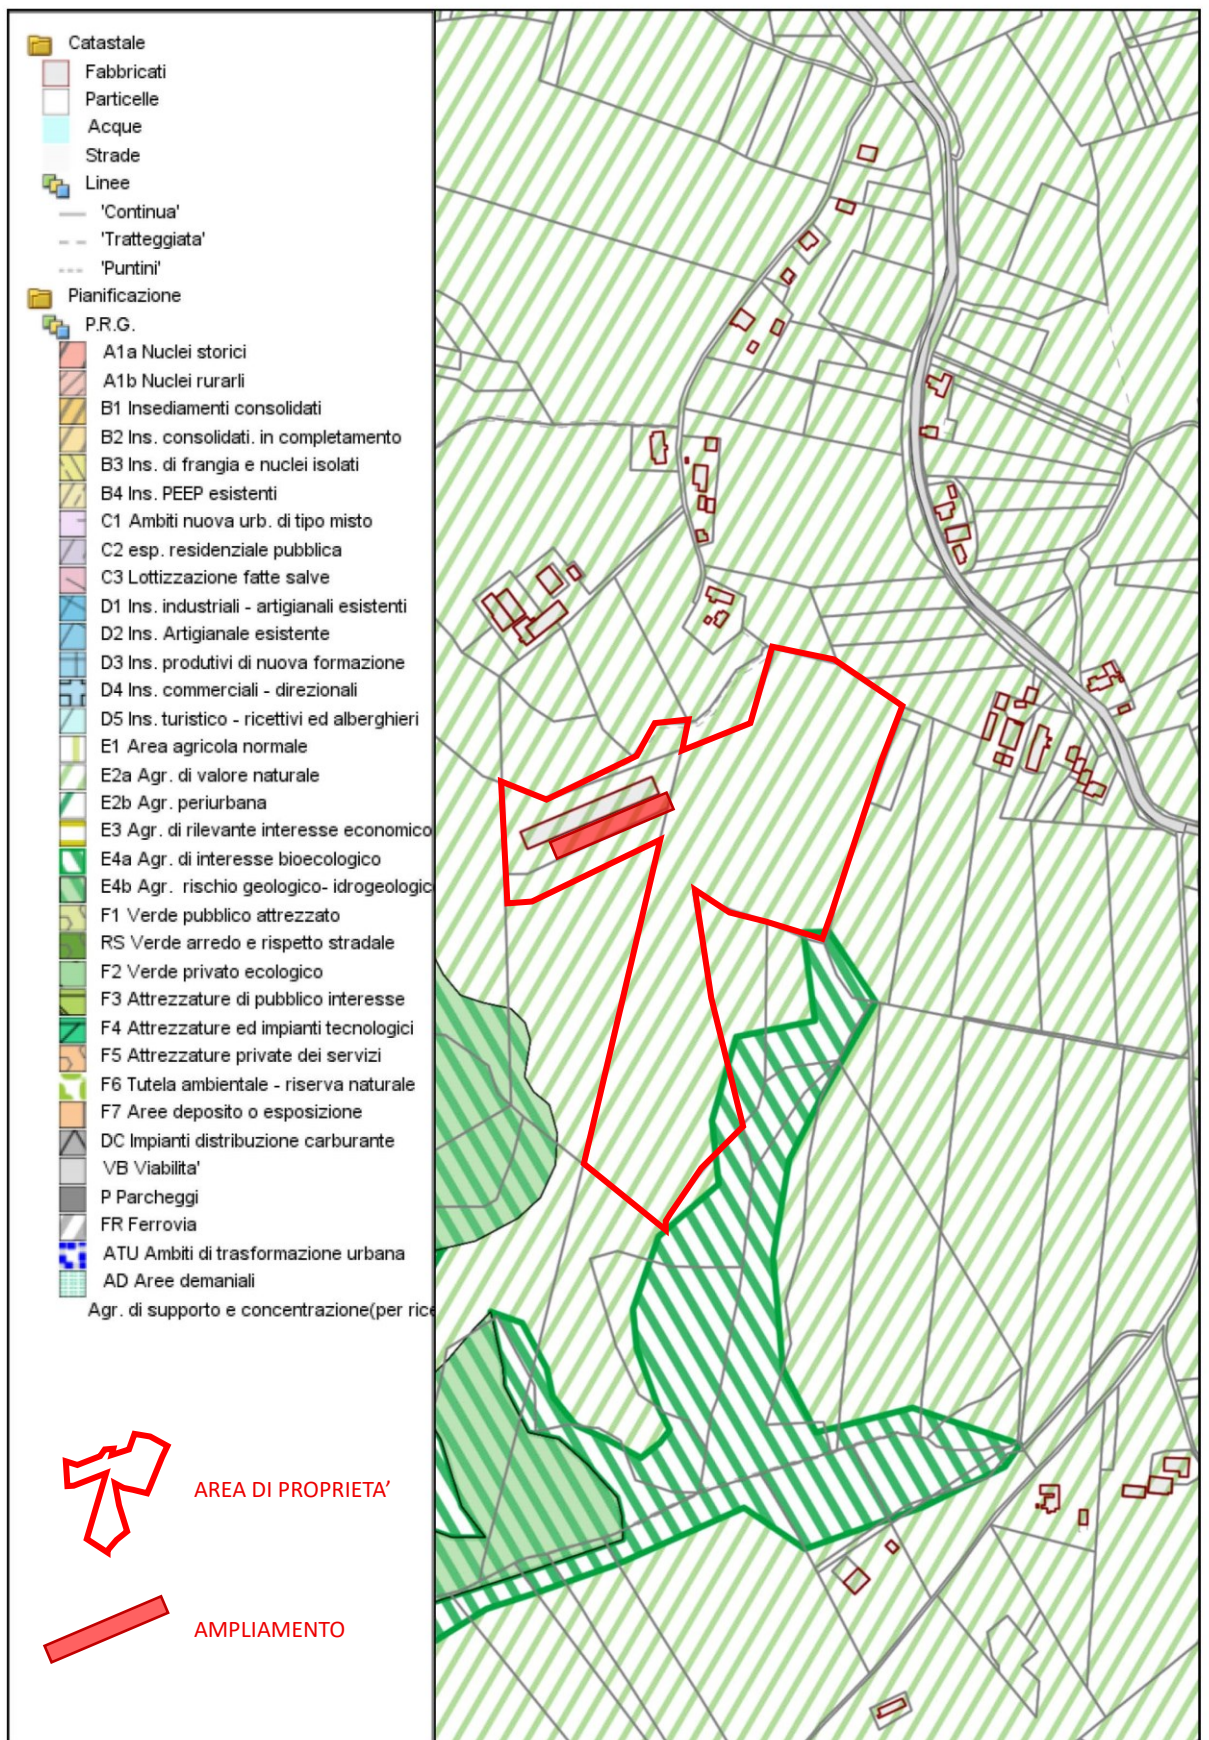 Catastale
Fabbricati
Particelle
Acque
Strade
Linee
'Continua'
'Tratteggiata'
'Puntini'
Pianificazione
P.R.G.
A1a Nuclei storici
A1b Nuclei rurarli
B1 Insediamenti consolidati
B2 Ins. consolidati. in completamento
B3 Ins. di frangia e nuclei isolati
B4 Ins. PEEP esistenti
C1 Ambiti nuova urb. di tipo misto
C2 esp. residenziale pubblica
C3 Lottizzazione fatte salve
D1 Ins. industriali - artigianali esistenti
D2 Ins. Artigianale esistente
D3 Ins. produtivi di nuova formazione
D4 Ins. commerciali - direzionali
D5 Ins. turistico - ricettivi ed alberghieri
E1 Area agricola normale
E2a Agr. di valore naturale
E2b Agr. periurbana
E3 Agr. di rilevante interesse economico
E4a Agr. di interesse bioecologico
E4b Agr. rischio geologico- idrogeologic
F1 Verde pubblico attrezzato
RS Verde arredo e rispetto stradale
F2 Verde privato ecologico
F3 Attrezzature di pubblico interesse
F4 Attrezzature ed impianti tecnologici
F5 Attrezzature private dei servizi
F6 Tutela ambientale - riserva naturale
F7 Aree deposito o esposizione
DC Impianti distribuzione carburante
VB Viabilita'
P Parcheggi
FR Ferrovia
ATU Ambiti di trasformazione urbana
AD Aree demaniali
Agr. di supporto e concentrazione(per rice
AREA DI PROPRIETA'
AMPLIAMENTO